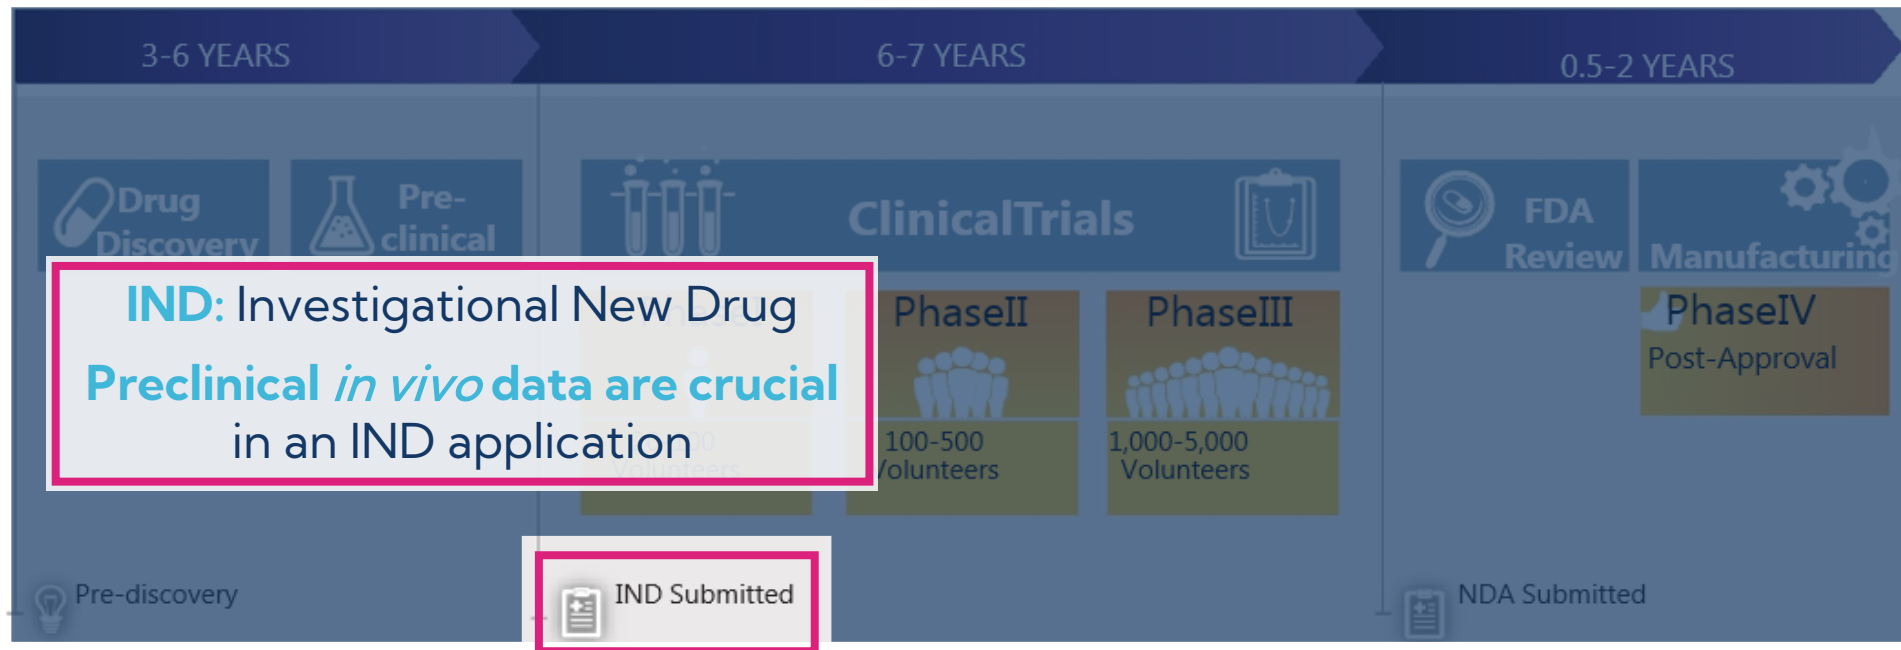 3-6 YEARS
6-7 YEARS
0.5-2 YEARS
Drug
Discovery
Pre-
clinical
ClinicalTrials
FDA
Review
Manufacturing
IND: Investigational New Drug
Preclinical in vivo data are crucial
in an IND application
PhaseII
PhaseIII
PhaseIV
Post-Approval
Volunteers
100-500
Volunteers
1,000-5,000
Volunteers
Pre-discovery
IND Submitted
NDA Submitted